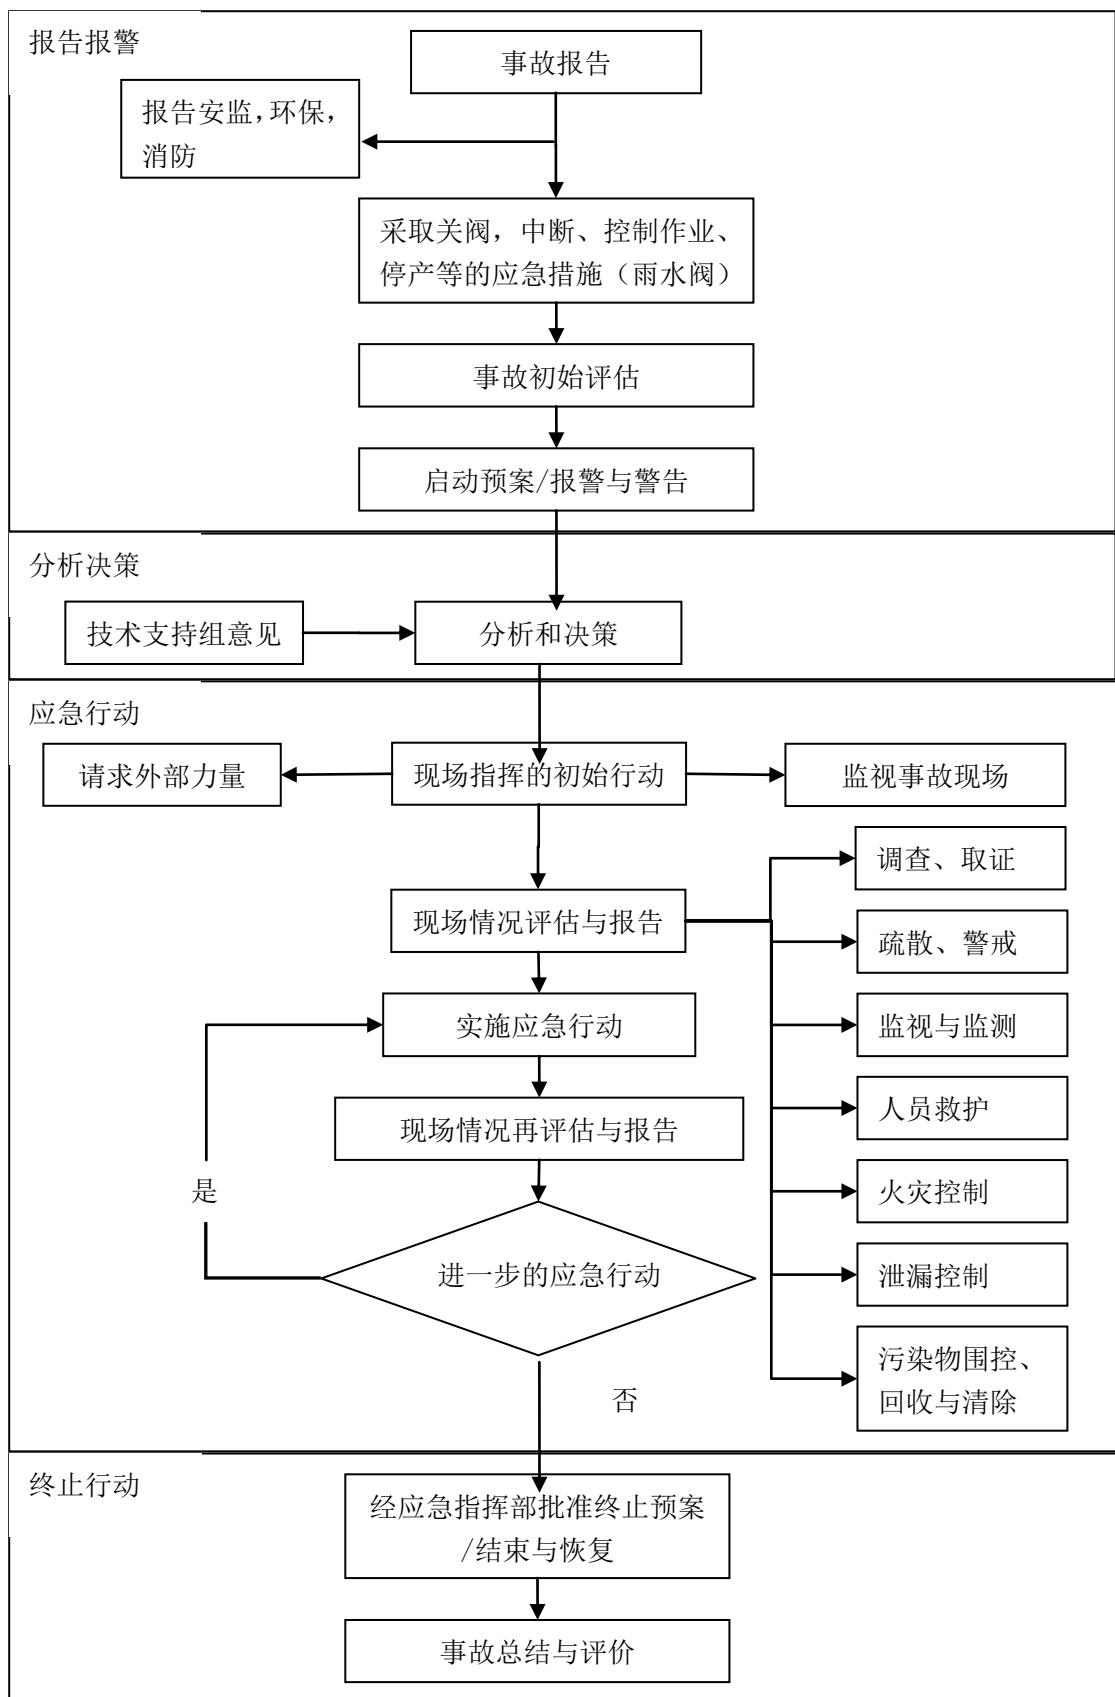 报告报警
事故报告
报告安监，环保，
消防
采取关阀，中断、控制作业、
停产等的应急措施（雨水阀）
事故初始评估
启动预案/报警与警告
分析决策
技术支持组意见
分析和决策
应急行动
请求外部力量
现场指挥的初始行动
监视事故现场
调查、取证
现场情况评估与报告
疏散、警戒
实施应急行动
监视与监测
现场情况再评估与报告
人员救护
是
火灾控制
进一步的应急行动
泄漏控制
污染物围控、
回收与清除
否
终止行动
经应急指挥部批准终止预案
/结束与恢复
事故总结与评价